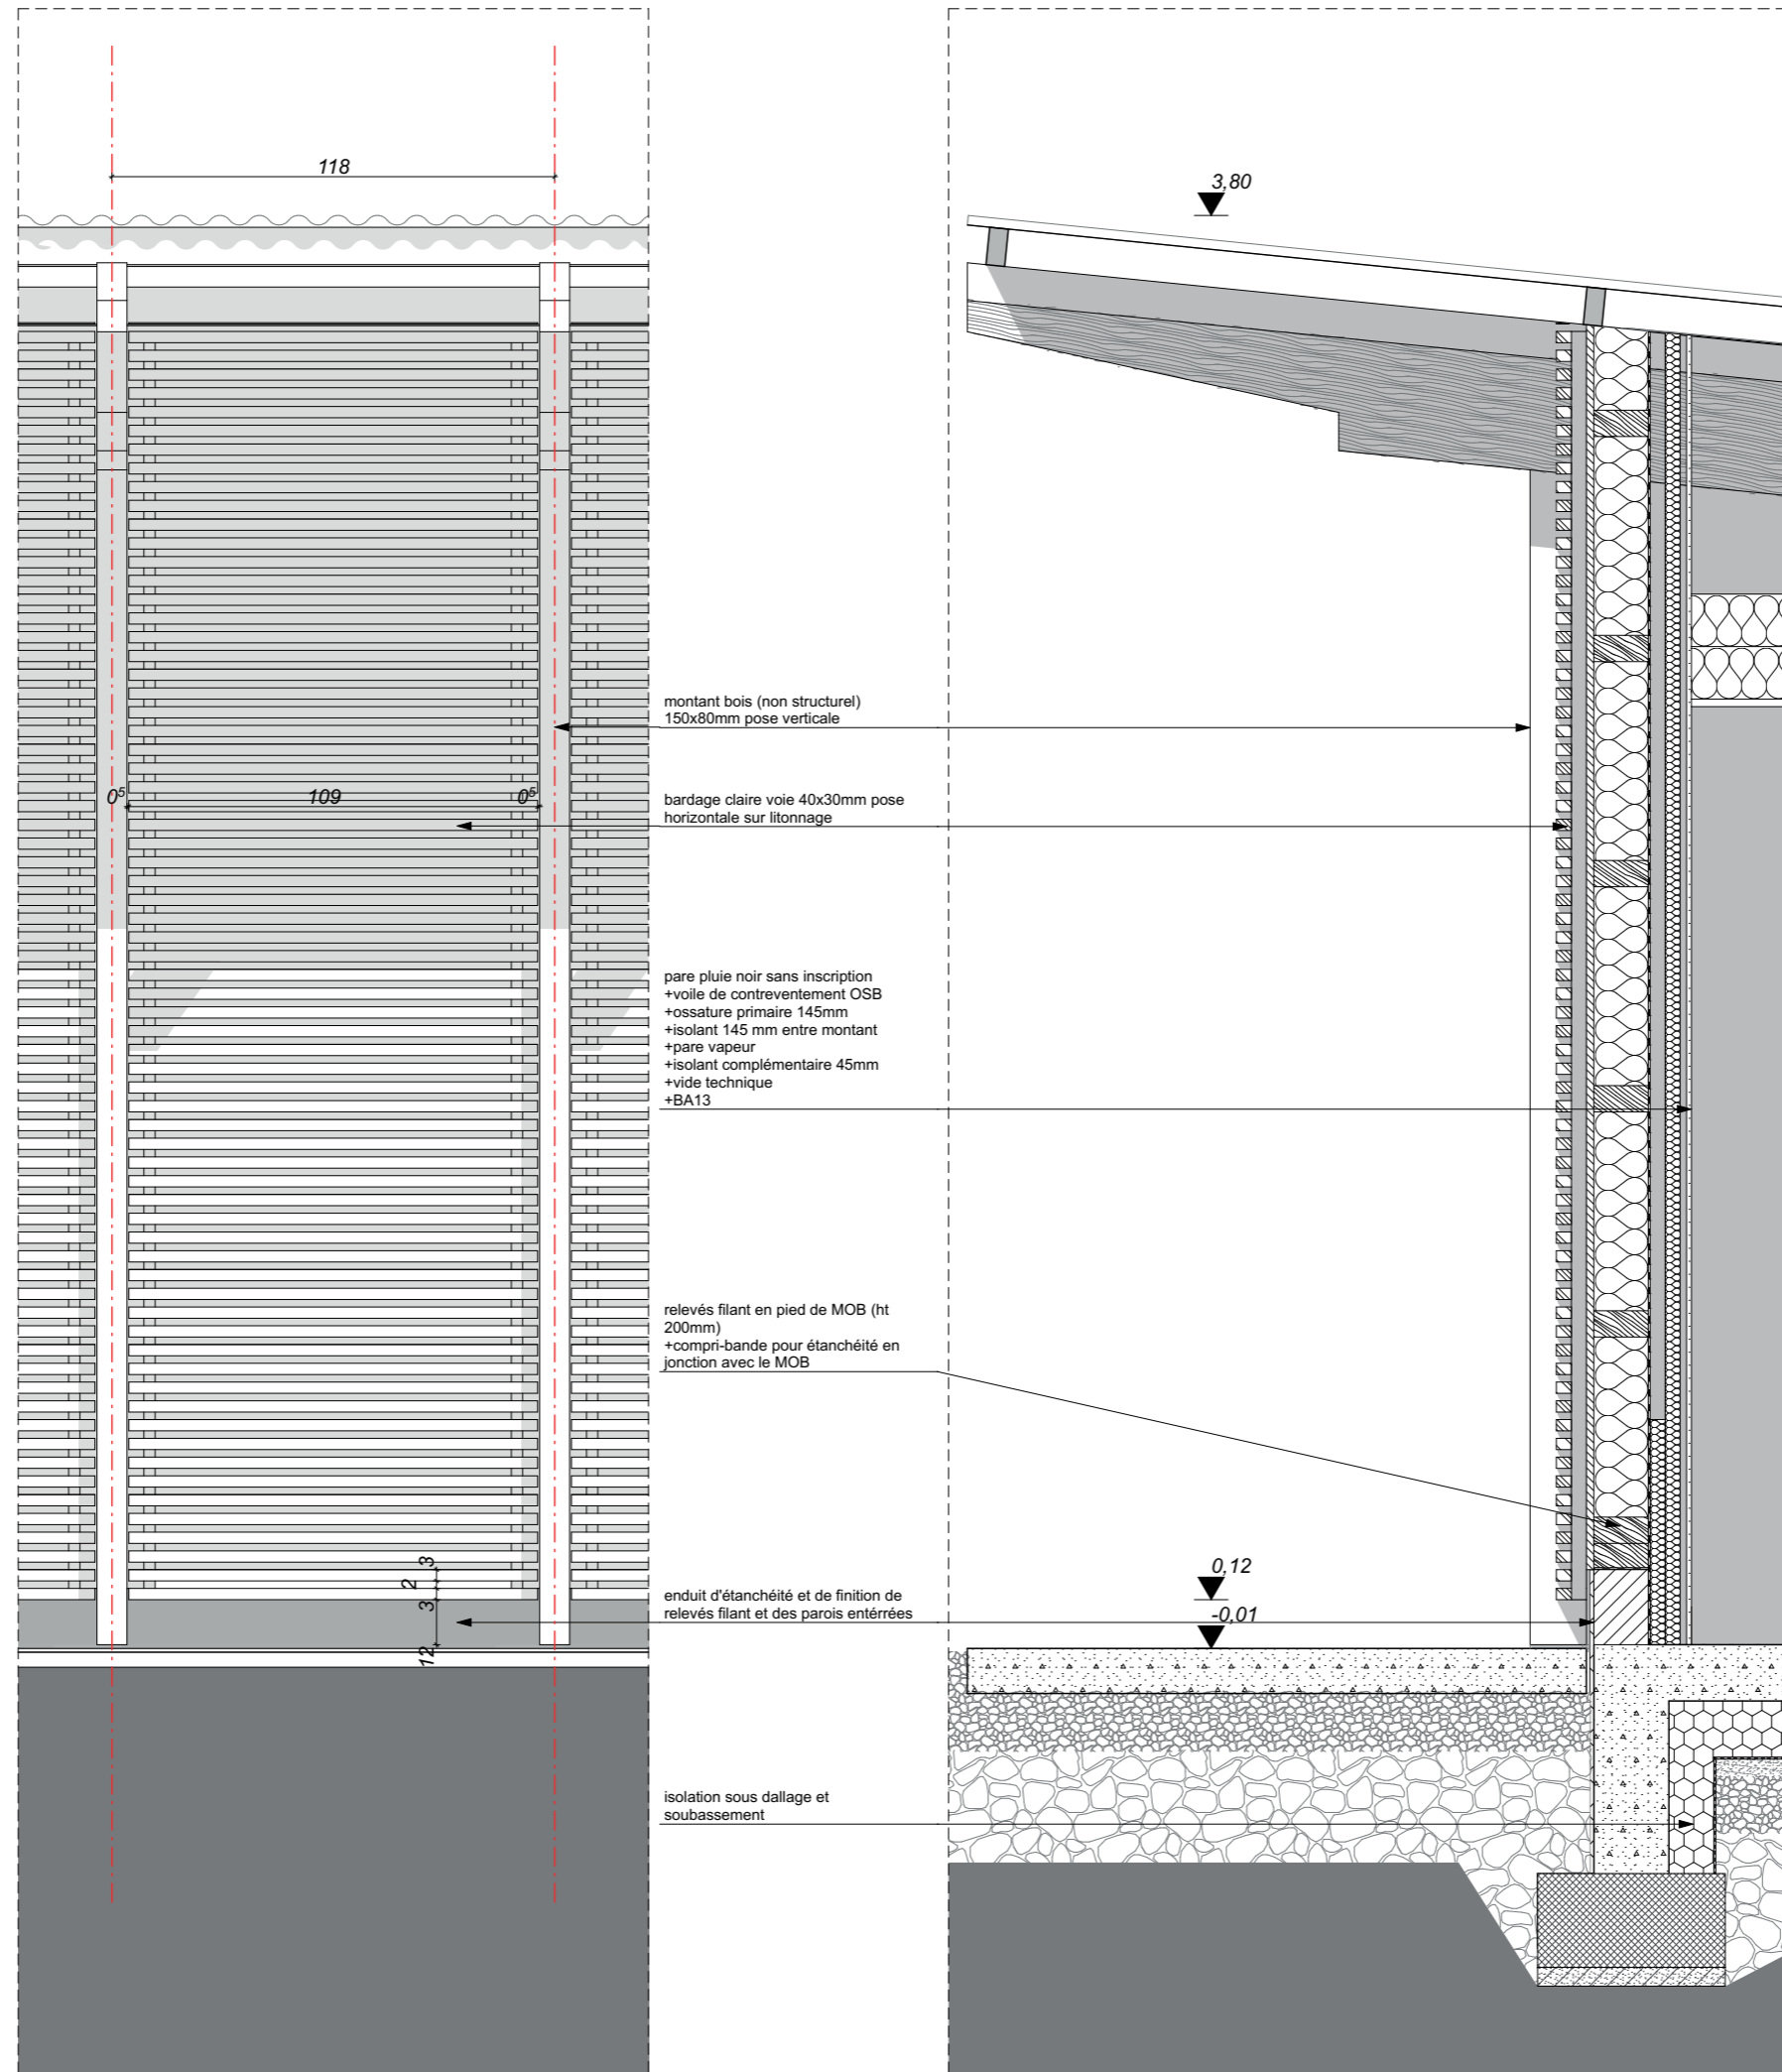 118
3,80
montant bois (non structurel)
150x80mm pose verticale
0⁵
109
0⁵
bardage claire voie 40x30mm pose
horizontale sur litonnage
pare pluie noir sans inscription
+voile de contreventement OSB
+ossature primaire 145mm
+isolant 145 mm entre montant
+pare vapeur
+isolant complémentaire 45mm
+vide technique
+BA13
relevés filant en pied de MOB (ht
200mm)
+compri-bande pour étanchéité en
jonction avec le MOB
3
2
3
12
0,12
-0,01
enduit d'étanchéité et de finition de
relevés filant et des parois entérrées
isolation sous dallage et
soubassement